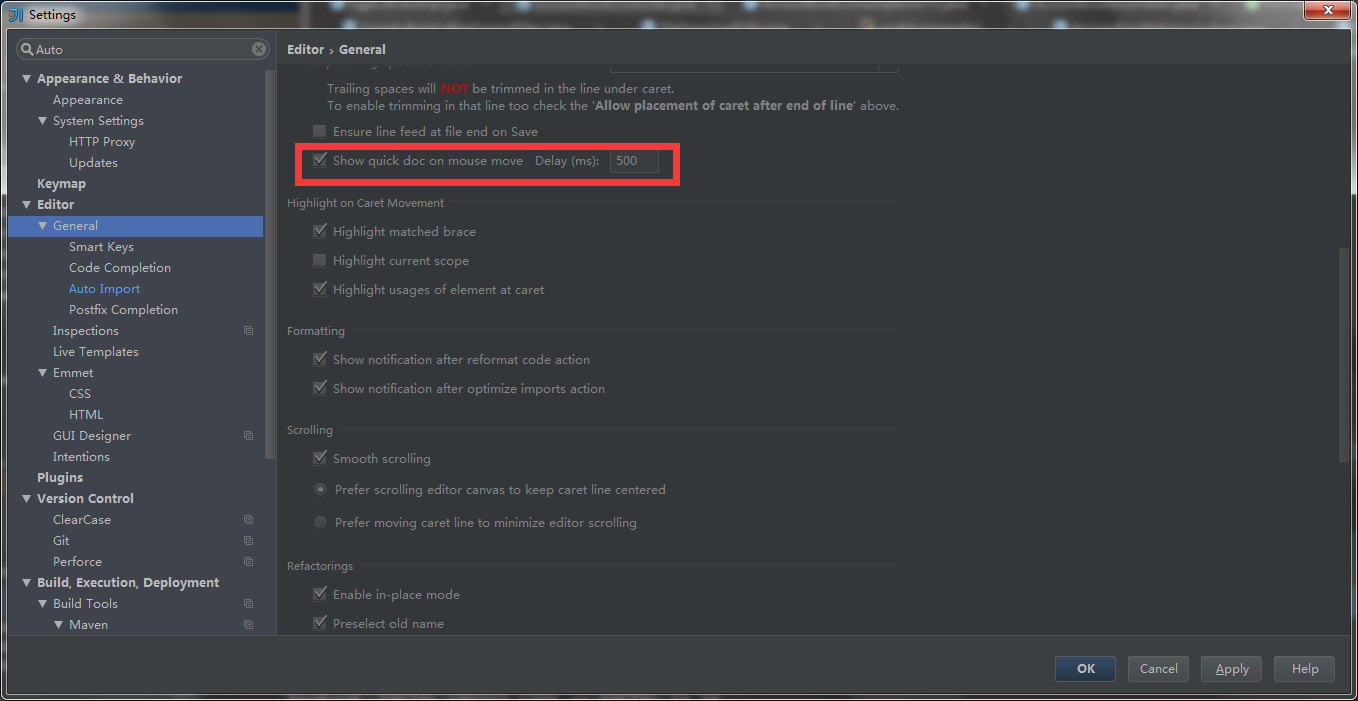 Settings
Auto
Appearance & Behavior
Appearance
System Settings
HTTP Proxy
Updates
Keymap
Editor
General
Smart Keys
Code Completion
Auto Import
Postfix Completion
Inspections
Live Templates
Emmet
CSS
HTML
GUI Designer
Intentions
Plugins
Version Control
ClearCase
Git
Perforce
Build, Execution, Deployment
Build Tools
Maven
Editor › General
Trailing spaces will NOT be trimmed in the line under caret.
To enable trimming in that line too check the 'Allow placement of caret after end of line' above.
Ensure line feed at file end on Save
Show quick doc on mouse move Delay (ms): 500
Highlight on Caret Movement
Highlight matched brace
Highlight current scope
Highlight usages of element at caret
Formatting
Show notification after reformat code action
Show notification after optimize imports action
Scrolling
Smooth scrolling
Prefer scrolling editor canvas to keep caret line centered
Prefer moving caret line to minimize editor scrolling
Refactorings
Enable in-place mode
Preselect old name
OK Cancel Apply Help